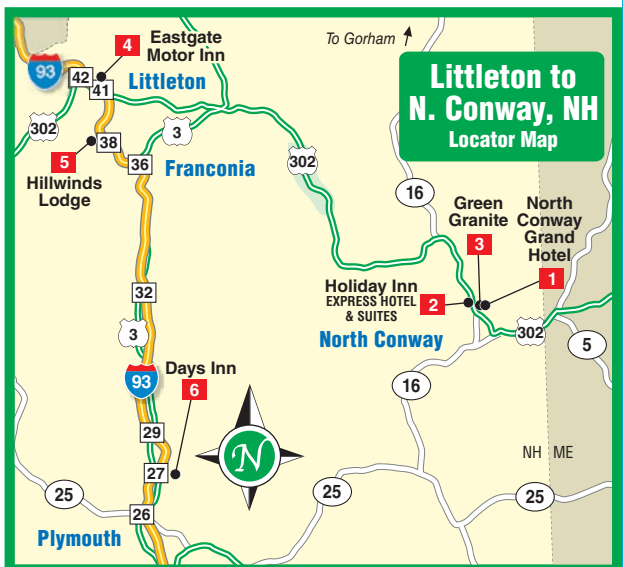 To Gorham
Littleton to
N. Conway, NH
Locator Map
4
Eastgate
Motor Inn
93
42
41
Littleton
302
3
38
5
Hillwinds
Lodge
36
Franconia
302
16
Green
Granite
3
North
Conway
Grand
Hotel
1
Holiday Inn
EXPRESS HOTEL
& SUITES
2
North Conway
302
5
32
3
93
Days Inn
6
16
29
27
N
NH
ME
25
25
25
26
Plymouth